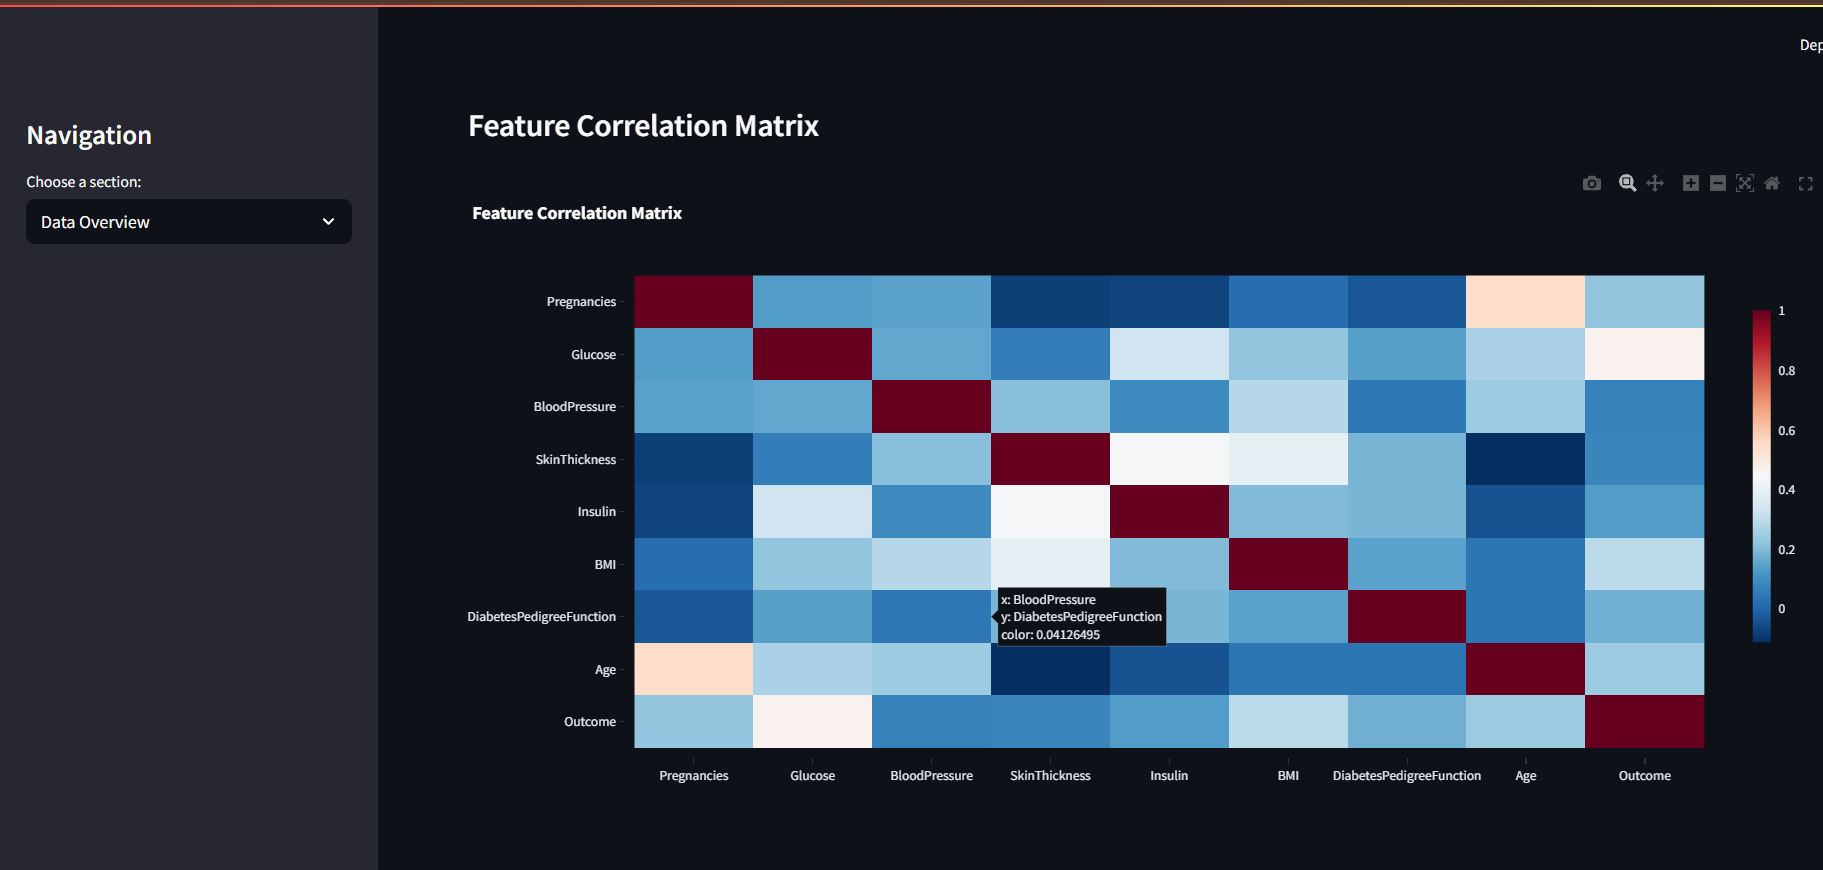 Dep
Navigation
Choose a section:
Data Overview
Feature Correlation Matrix
Feature Correlation Matrix
Pregnancies
Glucose
BloodPressure
SkinThickness
Insulin
BMI
DiabetesPedigreeFunction
Age
Outcome
x: BloodPressure
y: DiabetesPedigreeFunction
color: 0.04126495
Pregnancies Glucose BloodPressure SkinThickness Insulin BMI DiabetesPedigreeFunction Age Outcome
1
0.8
0.6
0.4
0.2
0